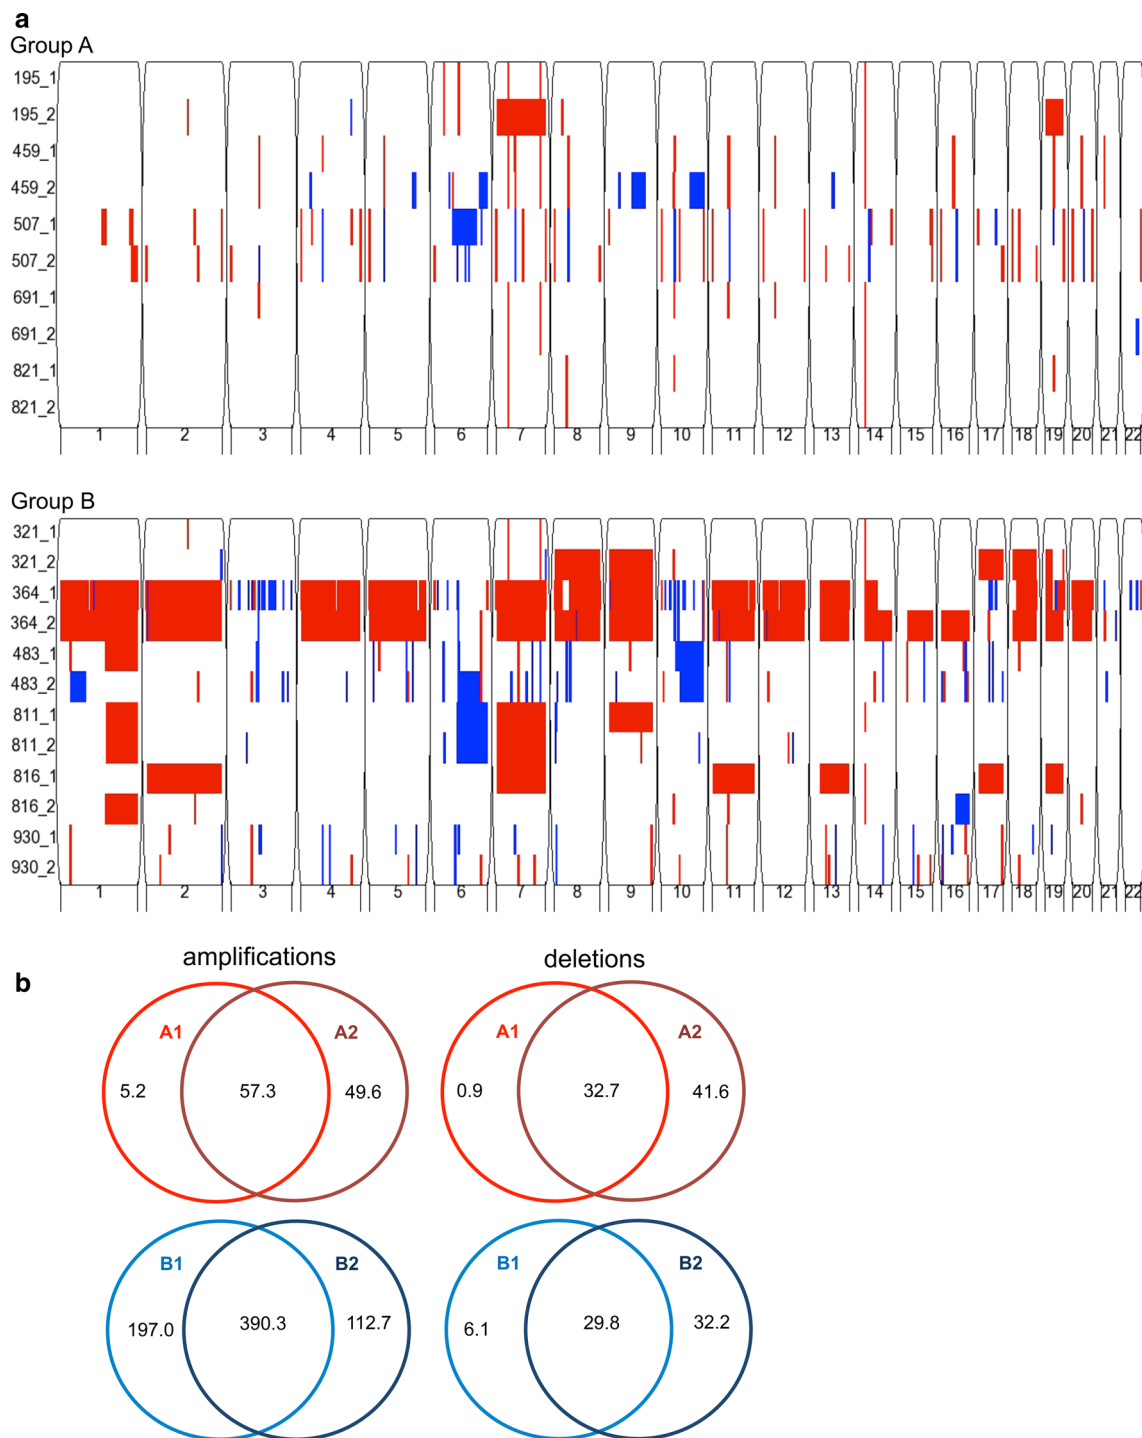 a
Group A
195_1
195_2
459_1
459_2
507_1
507_2
691_1
691_2
821_1
821_2
1 2 3 4 5 6 7 8 9 10 11 12 13 14 15 16 17 18 19 20 21 22
Group B
321_1
321_2
364_1
364_2
483_1
483_2
811_1
811_2
816_1
816_2
930_1
930_2
1 2 3 4 5 6 7 8 9 10 11 12 13 14 15 16 17 18 19 20 21 22
b
amplifications deletions
A1 A2 A1 A2
5.2 57.3 49.6 0.9 32.7 41.6
B1 B2 B1 B2
197.0 390.3 112.7 6.1 29.8 32.2